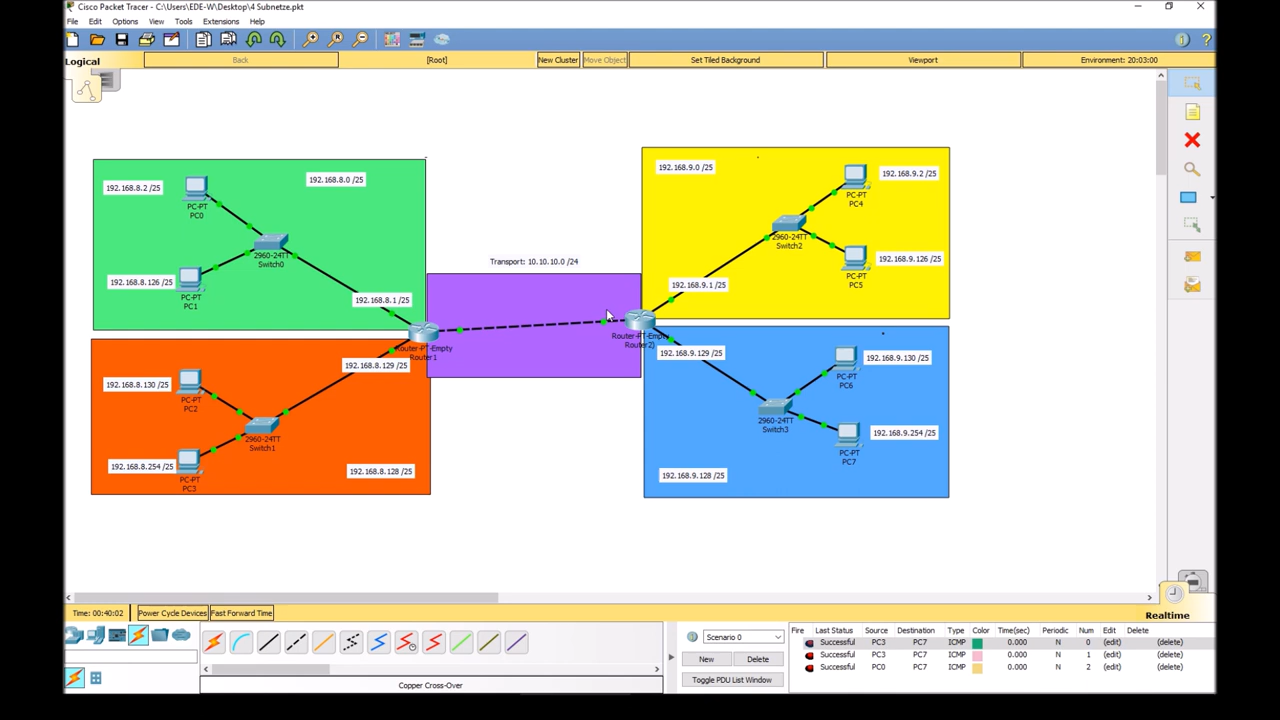 Cisco Packet Tracer - C:\Users\EDE-W\Desktop\4 Subnetze.pkt
File Edit Options View Tools Extensions Help
Logical Back [Root] New Cluster Move Object Set Tiled Background Viewport Environment: 20:03:00
192.168.8.2 /25
192.168.8.0 /25
PC-PT
PC0
2960-24TT
Switch0
192.168.8.126 /25
PC-PT
PC1
192.168.8.1 /25
Router-PT-Empty
Router1
192.168.8.129 /25
192.168.8.130 /25
PC-PT
PC2
2960-24TT
Switch1
192.168.8.254 /25
PC-PT
PC3
192.168.8.128 /25
Transport: 10.10.10.0 /24
192.168.9.0 /25
192.168.9.2 /25
PC-PT
PC4
2960-24TT
Switch2
192.168.9.126 /25
PC-PT
PC5
192.168.9.1 /25
Router-PT-Empty
Router2)
192.168.9.129 /25
192.168.9.130 /25
PC-PT
PC6
2960-24TT
Switch3
192.168.9.254 /25
PC-PT
PC7
192.168.9.128 /25
Time: 00:40:02 Power Cycle Devices Fast Forward Time
Realtime
Scenario 0
New Delete
Toggle PDU List Window
Copper Cross-Over
Fire Last Status Source Destination Type Color Time(sec) Periodic Num Edit Delete
Successful PC3 PC7 ICMP 0.000 N 0 (edit) (delete)
Successful PC3 PC7 ICMP 0.000 N 1 (edit) (delete)
Successful PC0 PC7 ICMP 0.000 N 2 (edit) (delete)